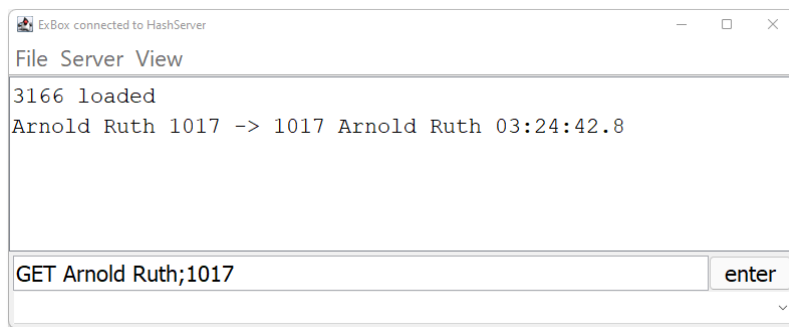 ExBox connected to HashServer
File Server View
3166 loaded
Arnold Ruth 1017 -> 1017 Arnold Ruth 03:24:42.8
GET Arnold Ruth;1017
enter